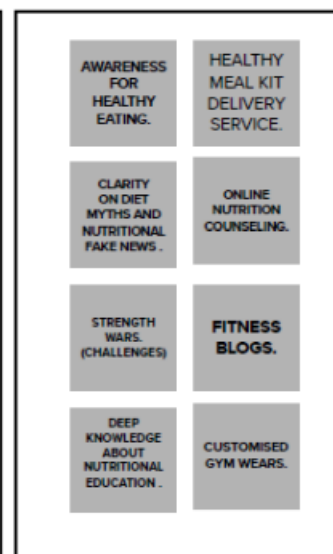 AWARENESS
FOR
HEALTHY
EATING.
HEALTHY
MEAL KIT
DELIVERY
SERVICE.
CLARITY
ON DIET
MYTHS AND
NUTRITIONAL
FAKE NEWS .
ONLINE
NUTRITION
COUNSELING.
STRENGTH
WARS.
(CHALLENGES)
FITNESS
BLOGS.
DEEP
KNOWLEDGE
ABOUT
NUTRITIONAL
EDUCATION .
CUSTOMISED
GYM WEARS.